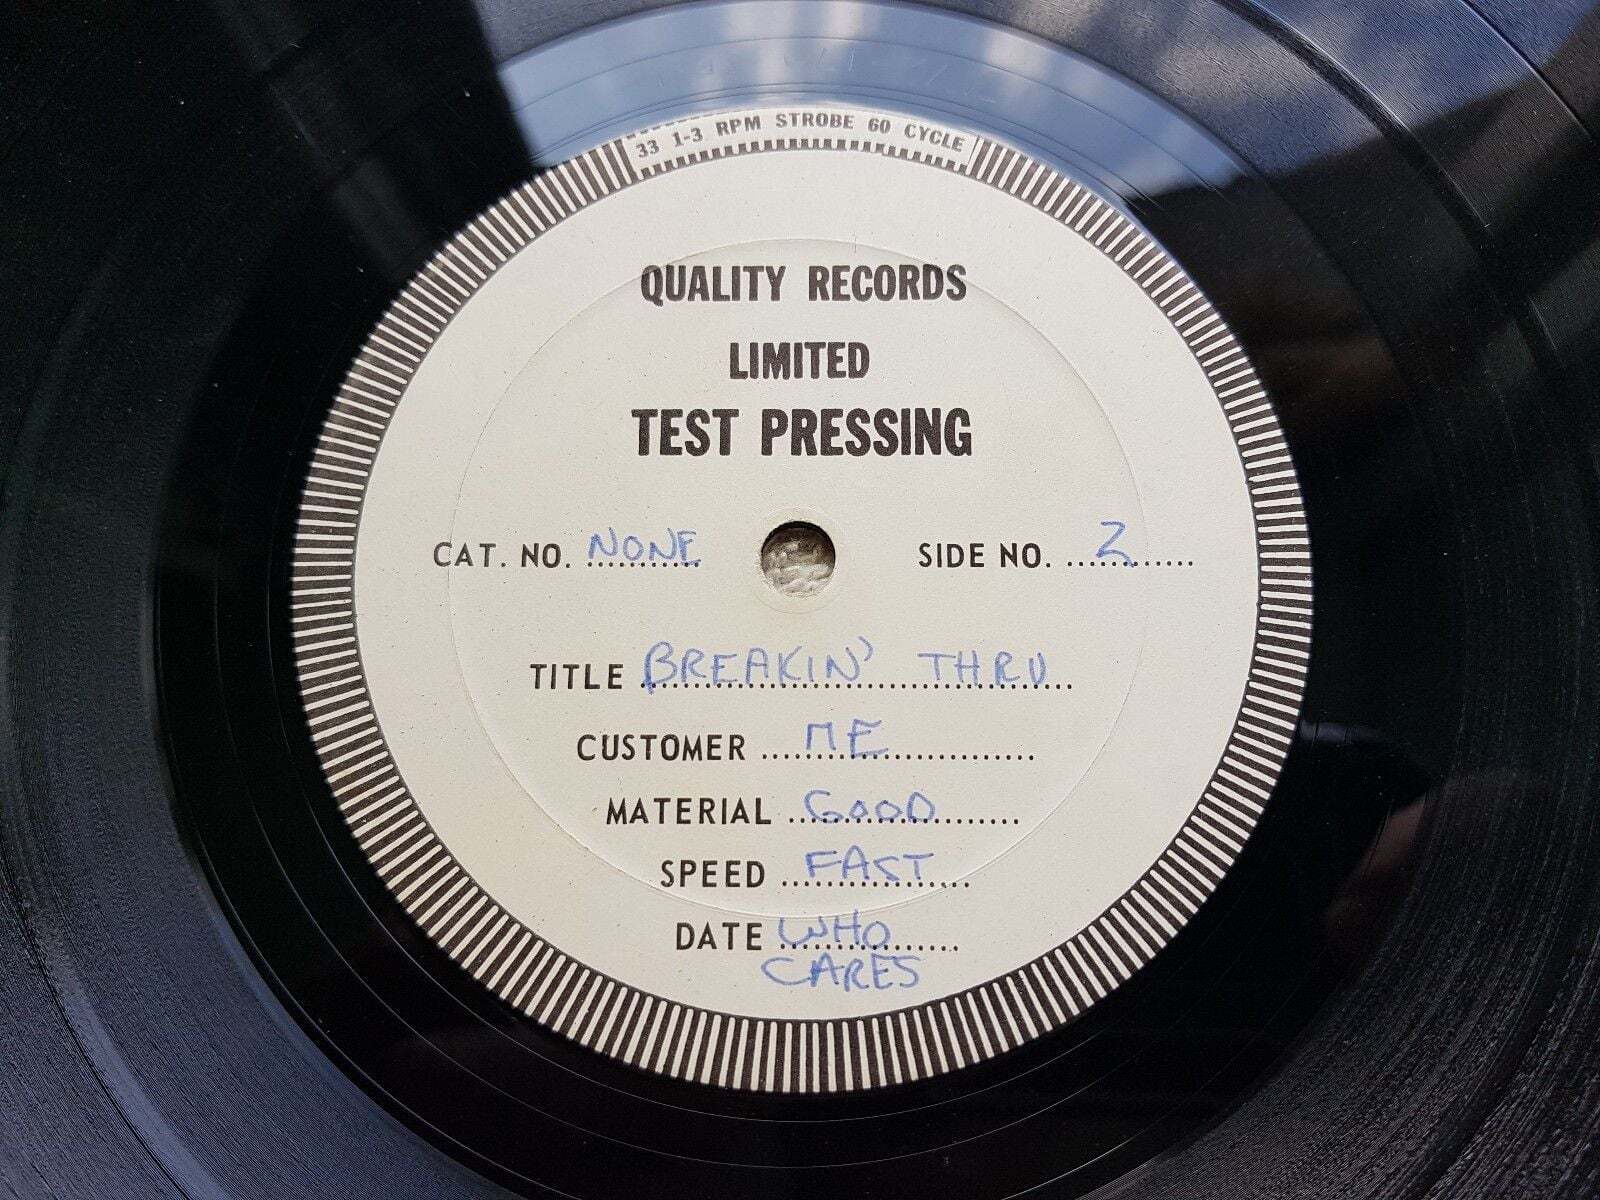 33 1-3 RPM STROBE 60 CYCLE
QUALITY RECORDS
LIMITED
TEST PRESSING
CAT. NO. NONE SIDE NO. 2
TITLE BREAKIN' THRU
CUSTOMER ME
MATERIAL GOOD
SPEED FAST
DATE WHO
CARES